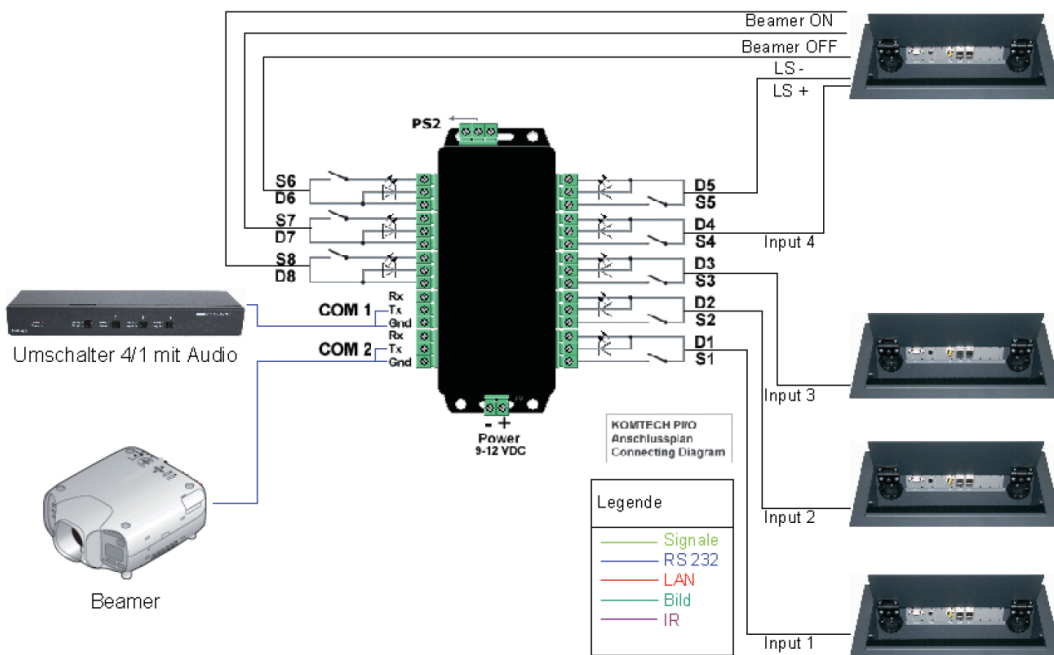 Beamer ON
Beamer OFF
LS -
LS +
PS2
S6
D6
S7
D7
S8
D8
D5
S5
D4
S4
Input 4
D3
S3
D2
S2
D1
S1
COM 1
Rx
Tx
Gnd
COM 2
Rx
Tx
Gnd
Umschalter 4/1 mit Audio
- +
Power
9-12 VDC
KOMTECH PI/O
Anschlussplan
Connecting Diagram
Input 3
Legende
Signale
RS 232
LAN
Bild
IR
Input 2
Beamer
Input 1